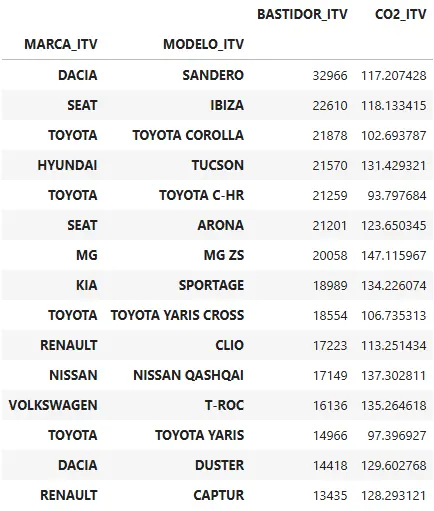 BASTIDOR_ITV CO2_ITV
MARCA_ITV MODELO_ITV
DACIA SANDERO 32966 117.207428
SEAT IBIZA 22610 118.133415
TOYOTA TOYOTA COROLLA 21878 102.693787
HYUNDAI TUCSON 21570 131.429321
TOYOTA TOYOTA C-HR 21259 93.797684
SEAT ARONA 21201 123.650345
MG MG ZS 20058 147.115967
KIA SPORTAGE 18989 134.226074
TOYOTA TOYOTA YARIS CROSS 18554 106.735313
RENAULT CLIO 17223 113.251434
NISSAN NISSAN QASHQAI 17149 137.302811
VOLKSWAGEN T-ROC 16136 135.264618
TOYOTA TOYOTA YARIS 14966 97.396927
DACIA DUSTER 14418 129.602768
RENAULT CAPTUR 13435 128.293121